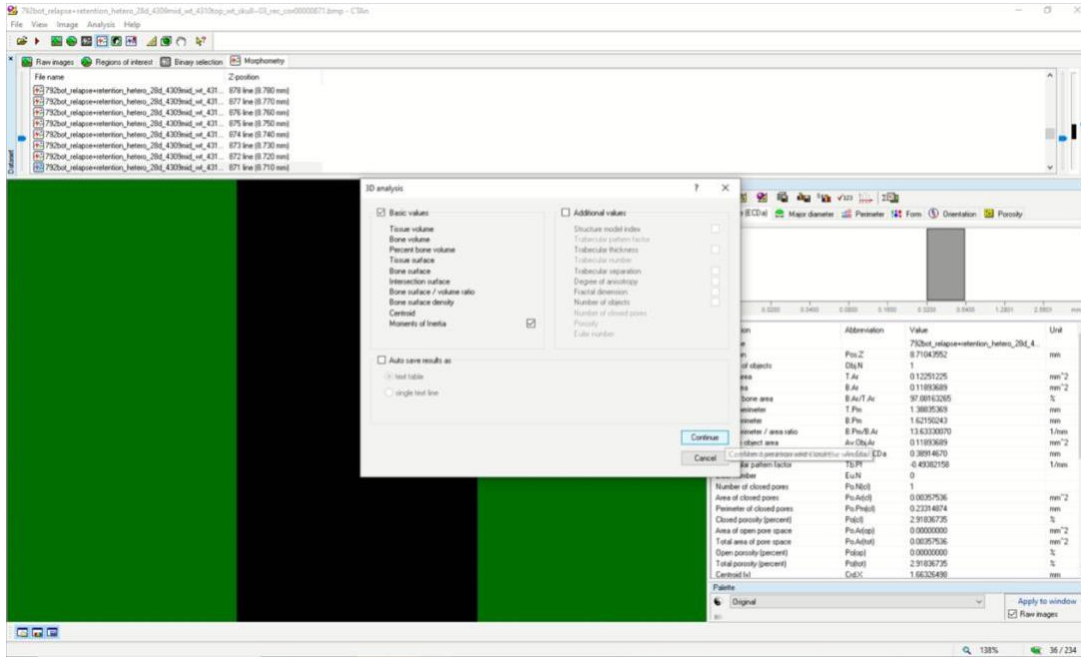 792bot_relapse+retention_hetero_28d_4309mid_wt_4310top_wt_skull--03_rec_cor00000871.bmp - CTAn
File View Image Analysis Help
Raw images Regions of interest Binary selection Morphometry
File name Z-position
792bot_relapse+retention_hetero_28d_4309mid_wt_431... 878 line (8.780 mm)
792bot_relapse+retention_hetero_28d_4309mid_wt_431... 877 line (8.770 mm)
792bot_relapse+retention_hetero_28d_4309mid_wt_431... 876 line (8.760 mm)
792bot_relapse+retention_hetero_28d_4309mid_wt_431... 875 line (8.750 mm)
792bot_relapse+retention_hetero_28d_4309mid_wt_431... 874 line (8.740 mm)
792bot_relapse+retention_hetero_28d_4309mid_wt_431... 873 line (8.730 mm)
792bot_relapse+retention_hetero_28d_4309mid_wt_431... 872 line (8.720 mm)
792bot_relapse+retention_hetero_28d_4309mid_wt_431... 871 line (8.710 mm)
Dataset
3D analysis ?
Basic values
Tissue volume
Bone volume
Percent bone volume
Tissue surface
Bone surface
Intersection surface
Bone surface / volume ratio
Bone surface density
Centroid
Moments of Inertia
Additional values
Structure model index
Trabecular pattern factor
Trabecular thickness
Trabecular number
Trabecular separation
Degree of anisotropy
Fractal dimension
Number of objects
Number of closed pores
Porosity
Euler number
Auto save results as
text table
single text line
Continue
Cancel
(ECDa) Major diameter Perimeter Form Orientation Porosity
Abbreviation Value Unit
792bot_relapse+retention_hetero_28d_4...
Pos.Z 8.71043552 mm
of objects Obj.N 1
T.Ar 0.12251225 mm^2
B.Ar 0.11893689 mm^2
bone area B.Ar/T.Ar 97.08163265 %
T.Pm 1.38835369 mm
B.Pm 1.62150243 mm
/ area ratio B.Pm/B.Ar 13.63330070 1/mm
object area Av.Obj.Ar 0.11893689 mm^2
CDa 0.38914670 mm
pattern factor Tb.Pf -0.49382158 1/mm
Eu.N 0
Number of closed pores Po.N(cl) 1
Area of closed pores Po.Ar(cl) 0.00357536 mm^2
Perimeter of closed pores Po.Pm(cl) 0.23314874 mm
Closed porosity (percent) Po(cl) 2.91836735 %
Area of open pore space Po.Ar(op) 0.00000000 mm^2
Total area of pore space Po.Ar(tot) 0.00357536 mm^2
Open porosity (percent) Po(op) 0.00000000 %
Total porosity (percent) Po(tot) 2.91836735 %
Centroid (x) Crd.X 1.66326498 mm
Palette
Original
Apply to window
Raw images
138% 36 / 234